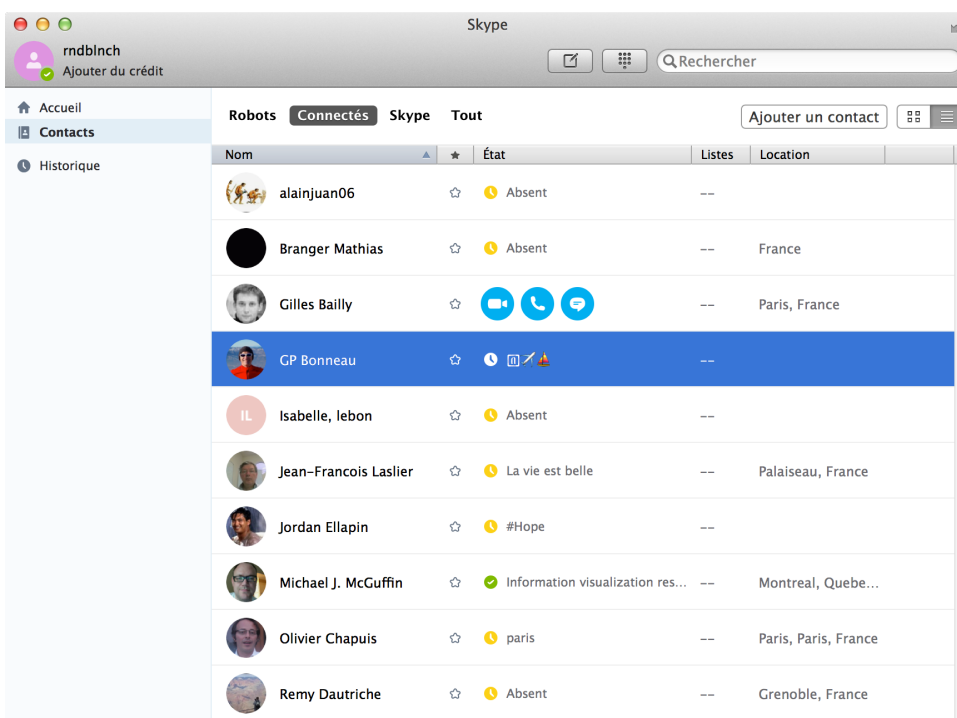 Skype
rndblnch
Ajouter du crédit
Rechercher
Accueil
Contacts
Historique
Robots Connectés Skype Tout
Ajouter un contact
Nom État Listes Location
alainjuan06 Absent --
Branger Mathias Absent -- France
Gilles Bailly -- Paris, France
GP Bonneau --
IL Isabelle, lebon Absent --
Jean-Francois Laslier La vie est belle -- Palaiseau, France
Jordan Ellapin #Hope --
Michael J. McGuffin Information visualization res... -- Montreal, Quebe...
Olivier Chapuis paris -- Paris, Paris, France
Remy Dautriche Absent -- Grenoble, France